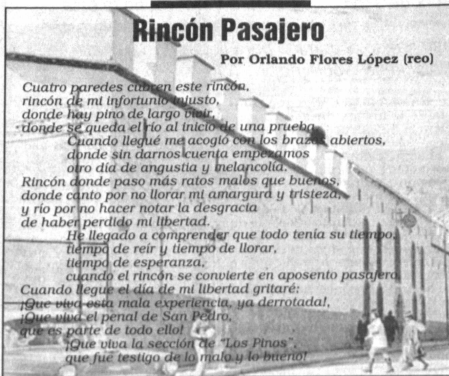 Rincón Pasajero
Por Orlando Flores López (reo)
Cuatro paredes cubren este rincón,
rincón de mi infortunio injusto,
donde hay pino de largo vivir,
donde se queda el río al inicio de una prueba.
Cuando llegué me acogió con los brazos abiertos,
donde sin darnos cuenta empezamos
otro día de angustia y melancolía.
Rincón donde paso más ratos malos que buenos,
donde canto por no llorar mi amargura y tristeza,
y río por no hacer notar la desgracia
de haber perdido mi libertad.
He llegado a comprender que todo tenía su tiempo,
tiempo de reír y tiempo de llorar,
tiempo de esperanza,
cuando el rincón se convierte en aposento pasajero.
Cuando llegue el día de mi libertad gritaré:
¡Que viva esta mala experiencia, ya derrotada!,
¡Que viva el penal de San Pedro,
que es parte de todo ello!
¡Que viva la sección de "Los Pinos",
que fué testigo de lo malo y lo bueno!